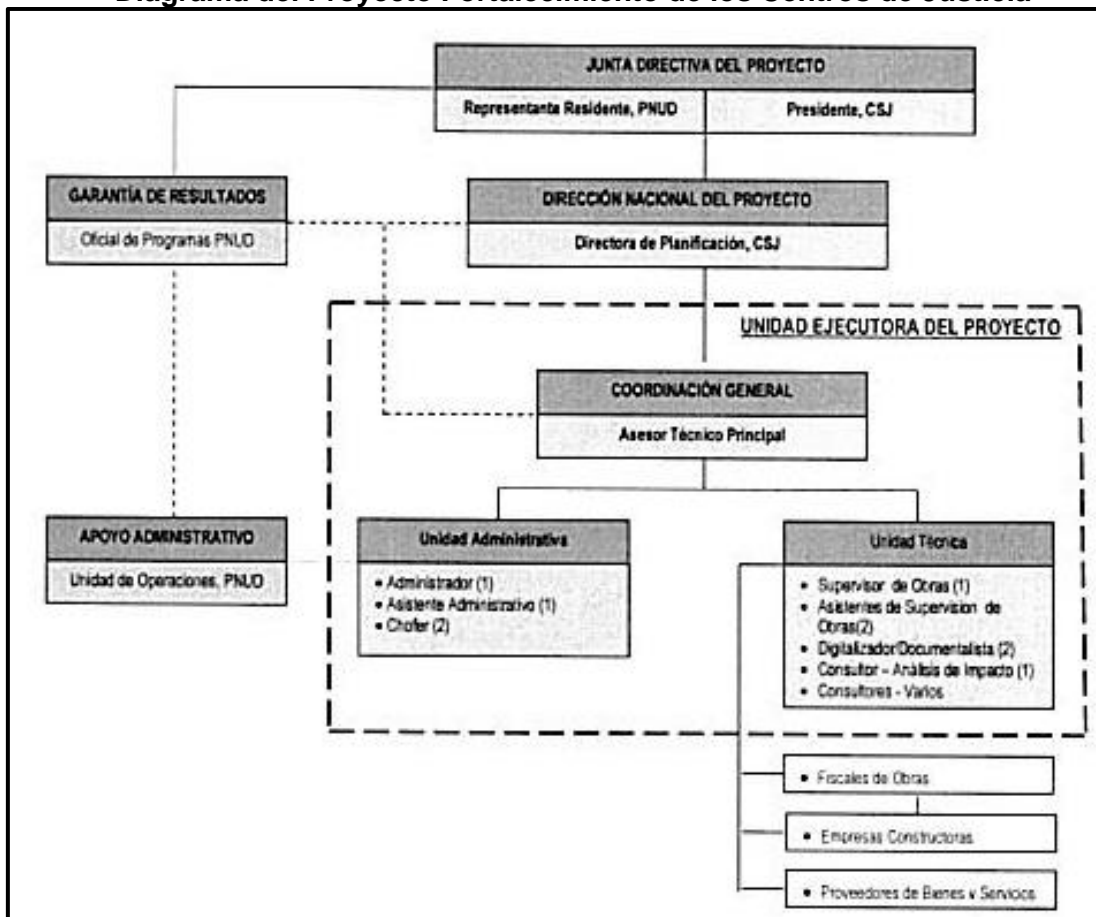 Diagrama del Proyecto Fortalecimiento de los Centros de Justicia
JUNTA DIRECTIVA DEL PROYECTO
Representante Residente, PNUD
Presidente, CSJ
GARANTÍA DE RESULTADOS
Oficial de Programas PNUD
DIRECCIÓN NACIONAL DEL PROYECTO
Directora de Planificación, CSJ
UNIDAD EJECUTORA DEL PROYECTO
COORDINACIÓN GENERAL
Asesor Técnico Principal
APOYO ADMINISTRATIVO
Unidad de Operaciones, PNUD
Unidad Administrativa
• Administrador (1)
• Asistente Administrativo (1)
• Chofer (2)
Unidad Técnica
• Supervisor de Obras (1)
• Asistentes de Supervision de
Obras(2)
• Digitalizador/Documentalista (2)
• Consultor – Análisis de Impacto (1)
• Consultores - Varios
• Fiscales de Obras
• Empresas Constructoras
• Proveedores de Bienes y Servicios